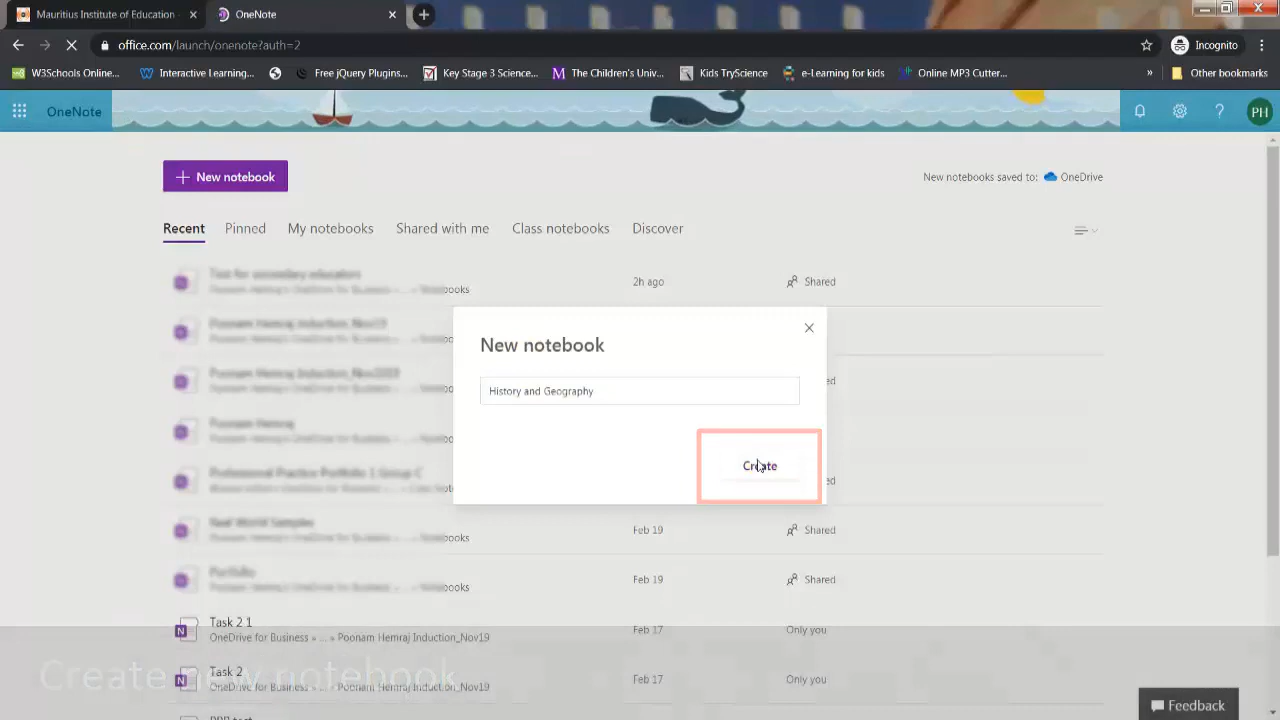 Mauritius Institute of Education
OneNote
office.com/launch/onenote?auth=2
Incognito
W3Schools Online...
Interactive Learning...
Free jQuery Plugins...
Key Stage 3 Science...
The Children's Univ...
Kids TryScience
e-Learning for kids
Online MP3 Cutter...
»
Other bookmarks
OneNote
PH
New notebook
New notebooks saved to: OneDrive
Recent
Pinned
My notebooks
Shared with me
Class notebooks
Discover
2h ago
Shared
New notebook
History and Geography
Create
Feb 19
Shared
Feb 19
Shared
Task 2 1
OneDrive for Business » ... » Poonam Hemraj Induction_Nov19
Feb 17
Only you
Task 2
OneDrive for Business » ... » Poonam Hemraj Induction_Nov19
Feb 17
Only you
Create new notebook
Feedback